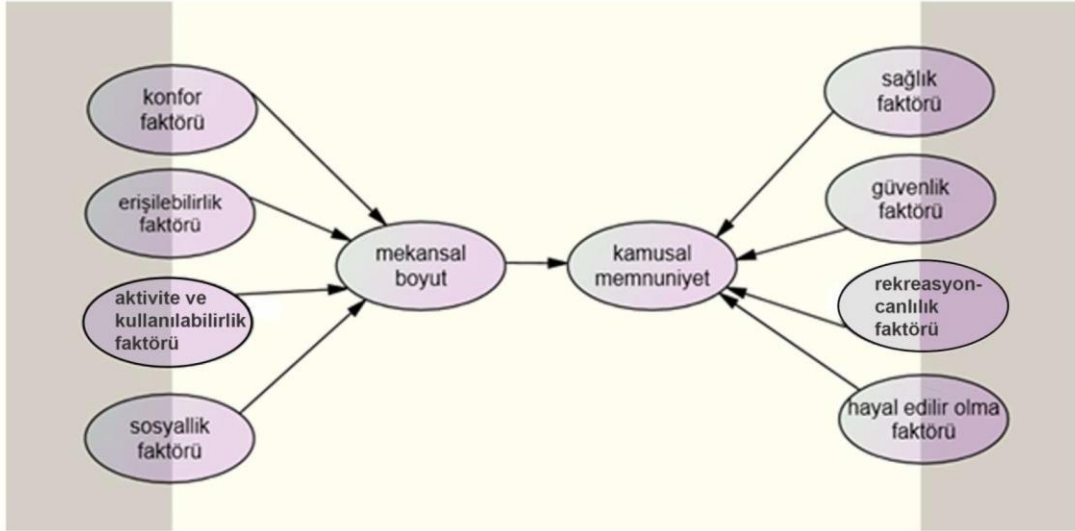 konfor
faktörü
erişilebilirlik
faktörü
aktivite ve
kullanılabilirlik
faktörü
sosyallik
faktörü
mekansal
boyut
kamusal
memnuniyet
sağlık
faktörü
güvenlik
faktörü
rekreasyon-
canlılık
faktörü
hayal edilir olma
faktörü